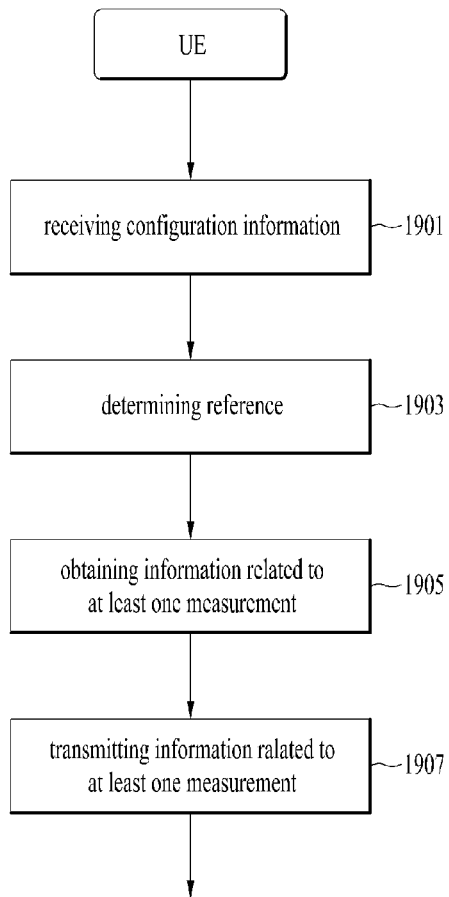 UE
receiving configuration information
1901
determining reference
1903
obtaining information related to
at least one measurement
1905
transmitting information ralated to
at least one measurement
1907